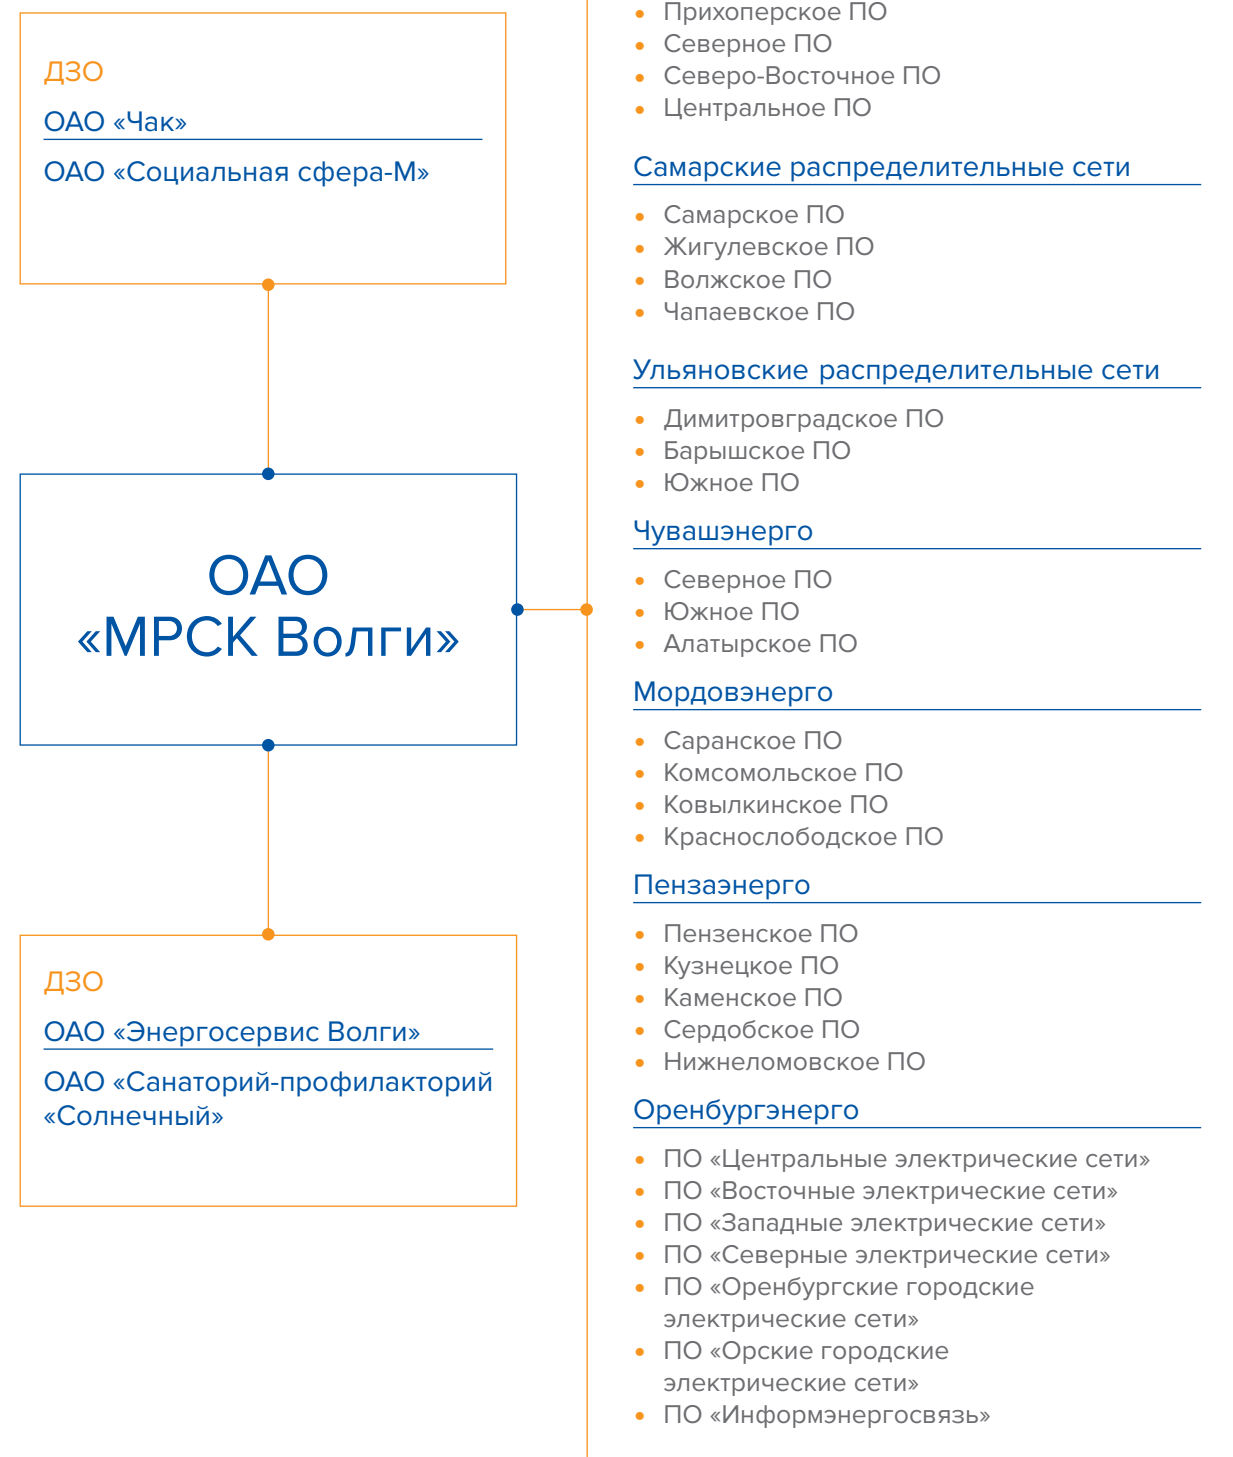 ДЗО
ОАО «Чак»
ОАО «Социальная сфера-М»
ОАО
«МРСК Волги»
ДЗО
ОАО «Энергосервис Волги»
ОАО «Санаторий-профилакторий
«Солнечный»
Прихоперское ПО
Северное ПО
Северо-Восточное ПО
Центральное ПО
Самарские распределительные сети
Самарское ПО
Жигулевское ПО
Волжское ПО
Чапаевское ПО
Ульяновские распределительные сети
Димитровградское ПО
Барышское ПО
Южное ПО
Чувашэнерго
Северное ПО
Южное ПО
Алатырское ПО
Мордовэнерго
Саранское ПО
Комсомольское ПО
Ковылкинское ПО
Краснослободское ПО
Пензаэнерго
Пензенское ПО
Кузнецкое ПО
Каменское ПО
Сердобское ПО
Нижнеломовское ПО
Оренбургэнерго
ПО «Центральные электрические сети»
ПО «Восточные электрические сети»
ПО «Западные электрические сети»
ПО «Северные электрические сети»
ПО «Оренбургские городские
электрические сети»
ПО «Орские городские
электрические сети»
ПО «Информэнергосвязь»